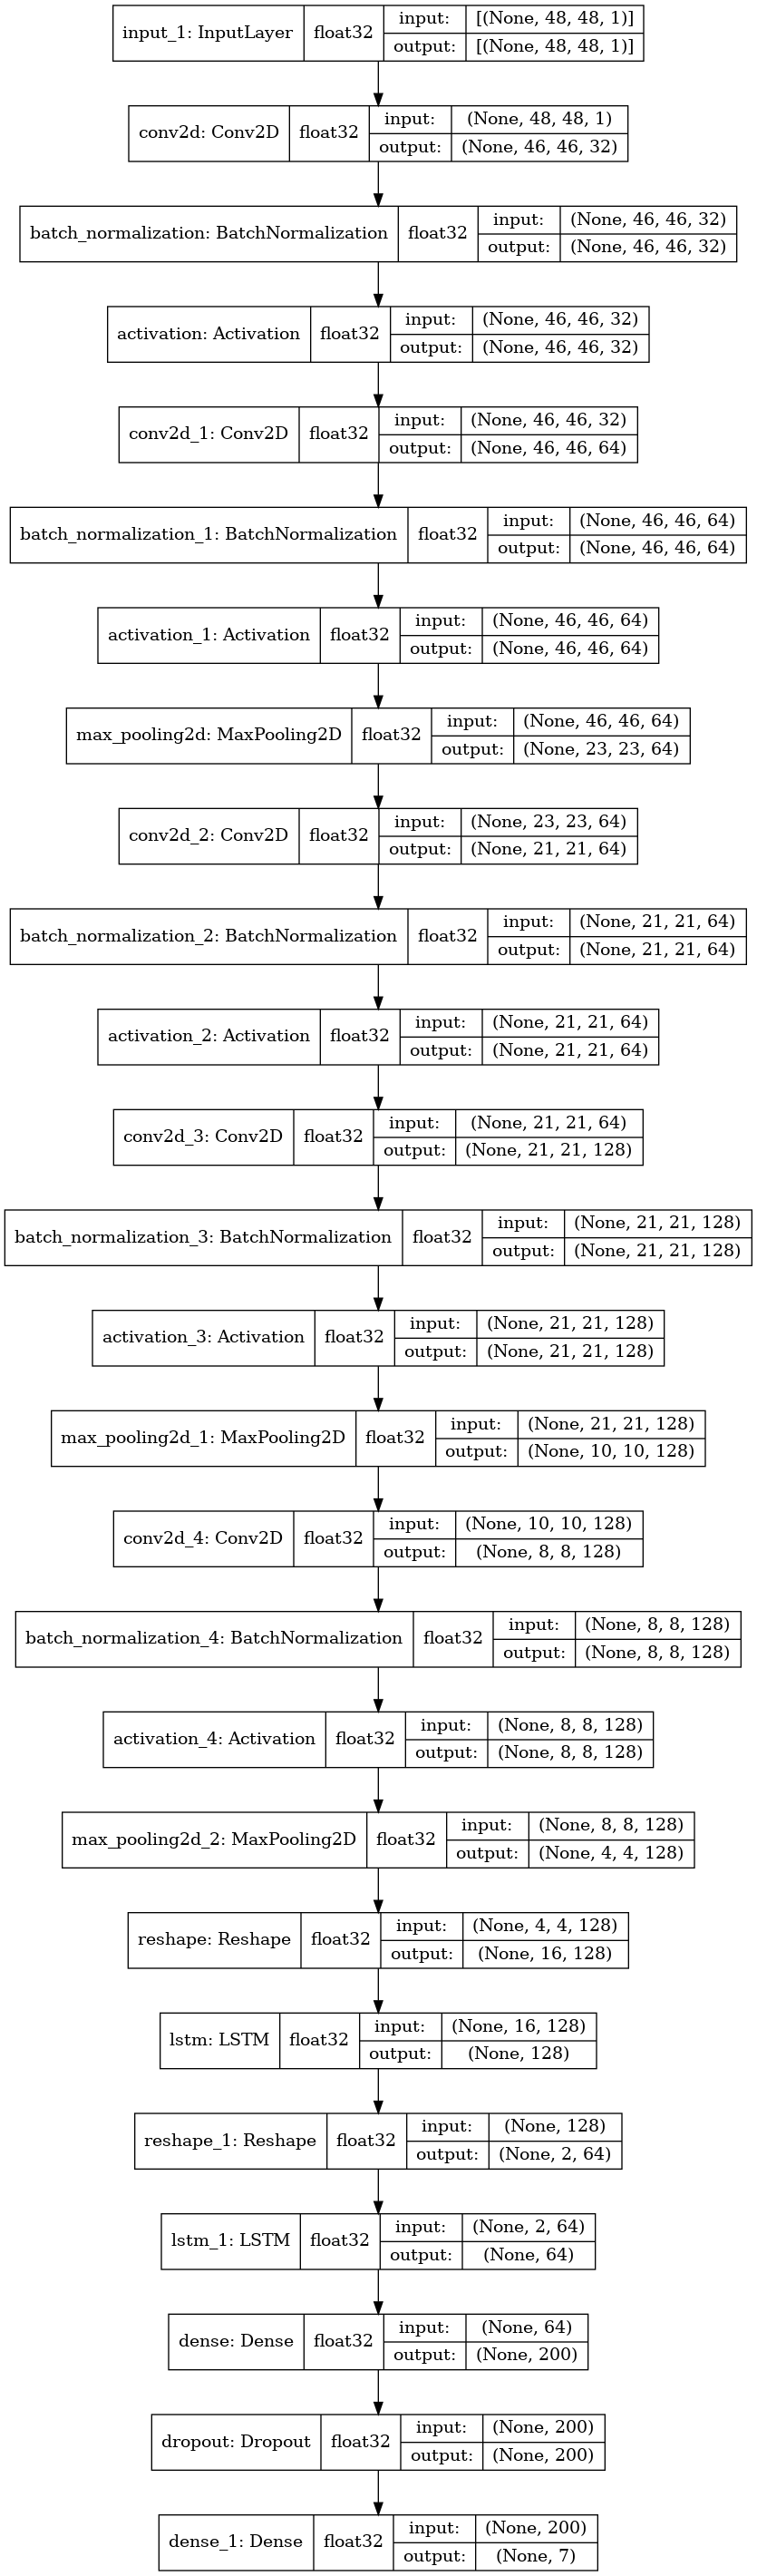 input_1: InputLayer float32 input: [(None, 48, 48, 1)]
output: [(None, 48, 48, 1)]
conv2d: Conv2D float32 input: (None, 48, 48, 1)
output: (None, 46, 46, 32)
batch_normalization: BatchNormalization float32 input: (None, 46, 46, 32)
output: (None, 46, 46, 32)
activation: Activation float32 input: (None, 46, 46, 32)
output: (None, 46, 46, 32)
conv2d_1: Conv2D float32 input: (None, 46, 46, 32)
output: (None, 46, 46, 64)
batch_normalization_1: BatchNormalization float32 input: (None, 46, 46, 64)
output: (None, 46, 46, 64)
activation_1: Activation float32 input: (None, 46, 46, 64)
output: (None, 46, 46, 64)
max_pooling2d: MaxPooling2D float32 input: (None, 46, 46, 64)
output: (None, 23, 23, 64)
conv2d_2: Conv2D float32 input: (None, 23, 23, 64)
output: (None, 21, 21, 64)
batch_normalization_2: BatchNormalization float32 input: (None, 21, 21, 64)
output: (None, 21, 21, 64)
activation_2: Activation float32 input: (None, 21, 21, 64)
output: (None, 21, 21, 64)
conv2d_3: Conv2D float32 input: (None, 21, 21, 64)
output: (None, 21, 21, 128)
batch_normalization_3: BatchNormalization float32 input: (None, 21, 21, 128)
output: (None, 21, 21, 128)
activation_3: Activation float32 input: (None, 21, 21, 128)
output: (None, 21, 21, 128)
max_pooling2d_1: MaxPooling2D float32 input: (None, 21, 21, 128)
output: (None, 10, 10, 128)
conv2d_4: Conv2D float32 input: (None, 10, 10, 128)
output: (None, 8, 8, 128)
batch_normalization_4: BatchNormalization float32 input: (None, 8, 8, 128)
output: (None, 8, 8, 128)
activation_4: Activation float32 input: (None, 8, 8, 128)
output: (None, 8, 8, 128)
max_pooling2d_2: MaxPooling2D float32 input: (None, 8, 8, 128)
output: (None, 4, 4, 128)
reshape: Reshape float32 input: (None, 4, 4, 128)
output: (None, 16, 128)
lstm: LSTM float32 input: (None, 16, 128)
output: (None, 128)
reshape_1: Reshape float32 input: (None, 128)
output: (None, 2, 64)
lstm_1: LSTM float32 input: (None, 2, 64)
output: (None, 64)
dense: Dense float32 input: (None, 64)
output: (None, 200)
dropout: Dropout float32 input: (None, 200)
output: (None, 200)
dense_1: Dense float32 input: (None, 200)
output: (None, 7)